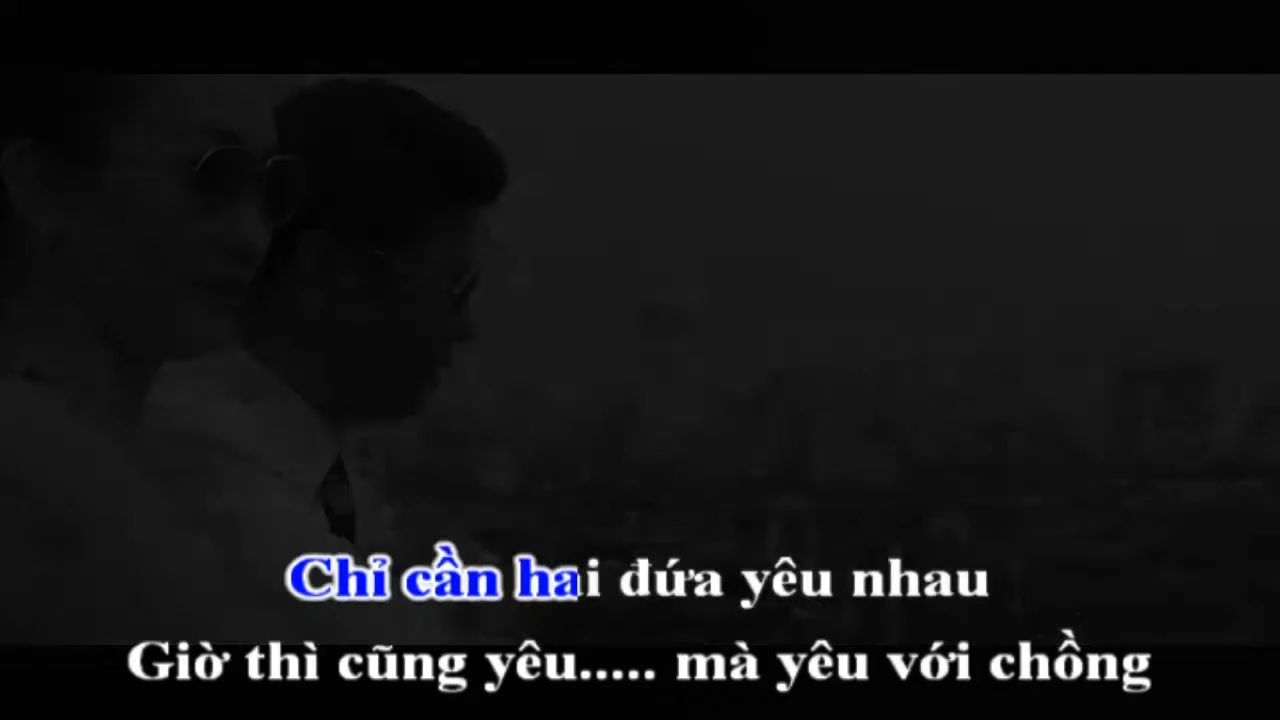 Chỉ cần hai đứa yêu nhau
Giờ thì cũng yêu..... mà yêu với chồng